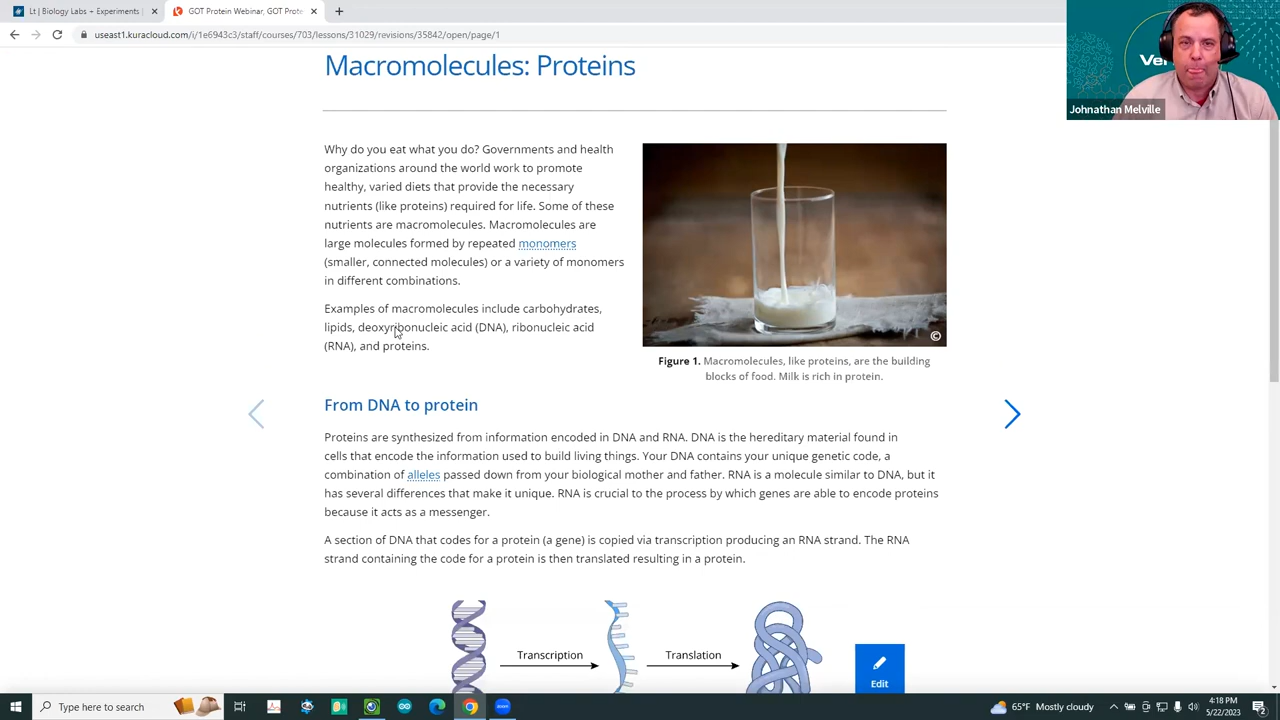 Lt | Biology Labs + Experiments |
GOT Protein Webinar, GOT Prote
useast1.kuracloud.com/i/1e6943c3/staff/courses/703/lessons/31029/revisions/35842/open/page/1
Ver
Johnathan Melville
Macromolecules: Proteins
Why do you eat what you do? Governments and health
organizations around the world work to promote
healthy, varied diets that provide the necessary
nutrients (like proteins) required for life. Some of these
nutrients are macromolecules. Macromolecules are
large molecules formed by repeated monomers
(smaller, connected molecules) or a variety of monomers
in different combinations.
Examples of macromolecules include carbohydrates,
lipids, deoxyribonucleic acid (DNA), ribonucleic acid
(RNA), and proteins.
©
Figure 1. Macromolecules, like proteins, are the building
blocks of food. Milk is rich in protein.
From DNA to protein
Proteins are synthesized from information encoded in DNA and RNA. DNA is the hereditary material found in
cells that encode the information used to build living things. Your DNA contains your unique genetic code, a
combination of alleles passed down from your biological mother and father. RNA is a molecule similar to DNA, but it
has several differences that make it unique. RNA is crucial to the process by which genes are able to encode proteins
because it acts as a messenger.
A section of DNA that codes for a protein (a gene) is copied via transcription producing an RNA strand. The RNA
strand containing the code for a protein is then translated resulting in a protein.
Transcription
Translation
Edit
Type here to search
65°F Mostly cloudy
4:18 PM
5/22/2023
2